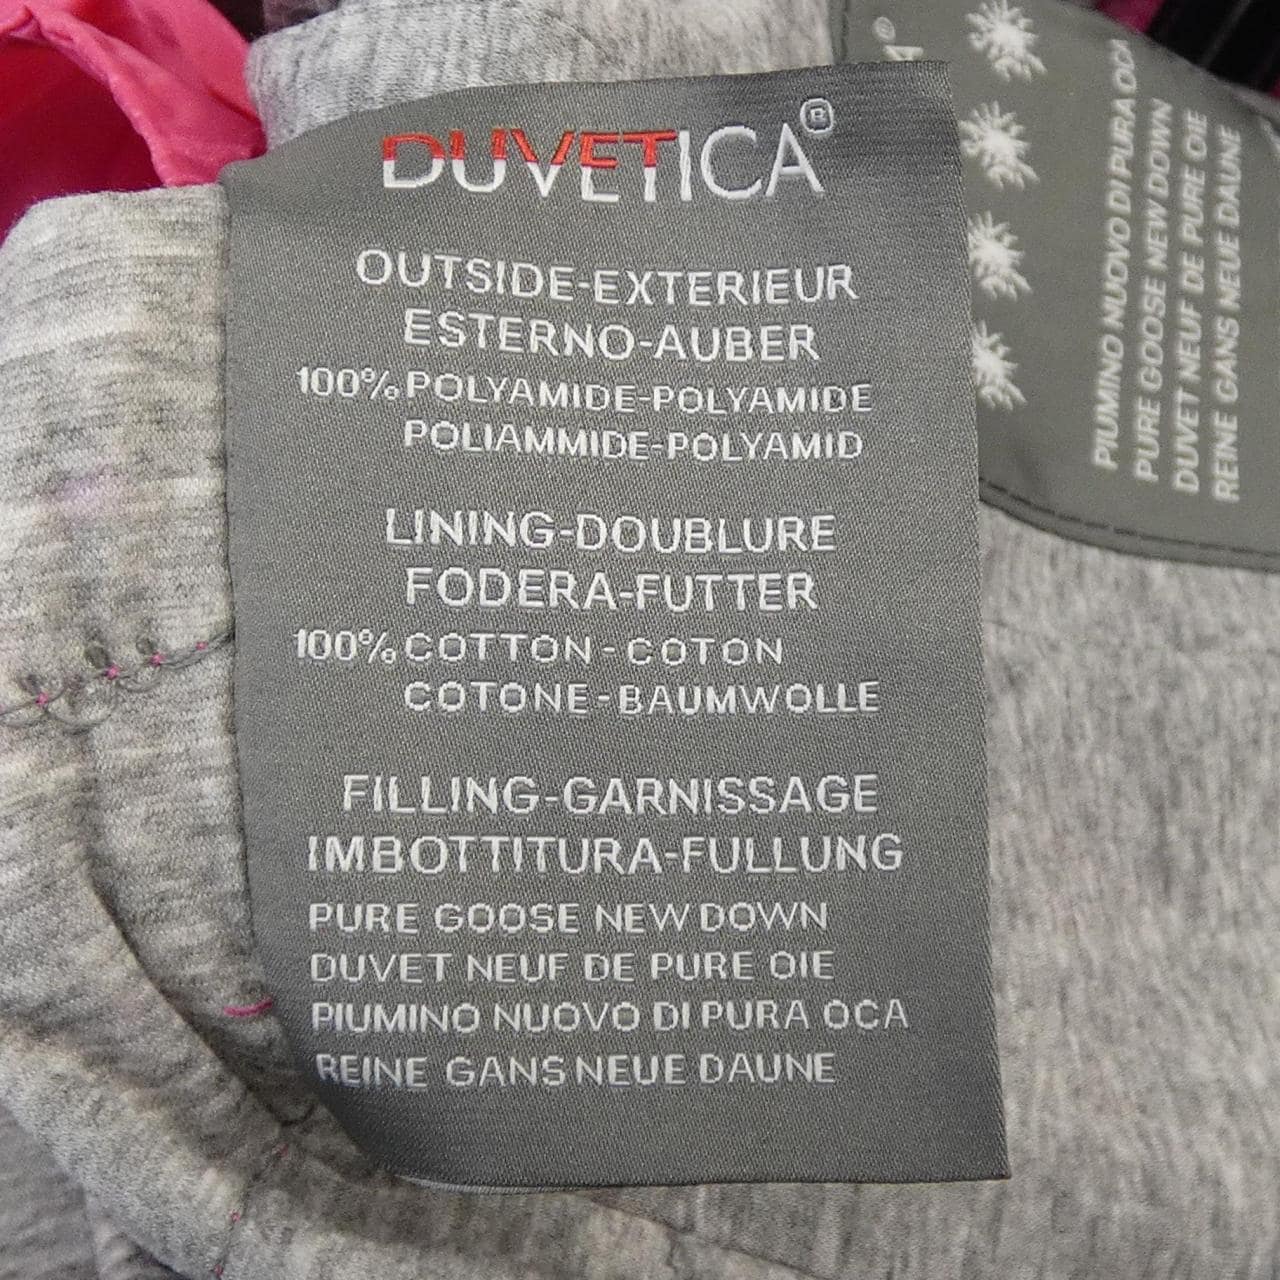 DUVETICA®
OUTSIDE-EXTERIEUR
ESTERNO-AUBER
100% POLYAMIDE-POLYAMIDE
POLIAMMIDE-POLYAMID
LINING-DOUBLURE
FODERA-FUTTER
100% COTTON-COTON
COTONE-BAUMWOLLE
FILLING-GARNISSAGE
IMBOTTITURA-FULLUNG
PURE GOOSE NEW DOWN
DUVET NEUF DE PURE OIE
PIUMINO NUOVO DI PURA OCA
REINE GANS NEUE DAUNE
PIUMINO NUOVO DI PURA OCA
PURE GOOSE NEW DOWN
DUVET NEUF DE PURE OIE
REINE GANS NEUE DAUNE